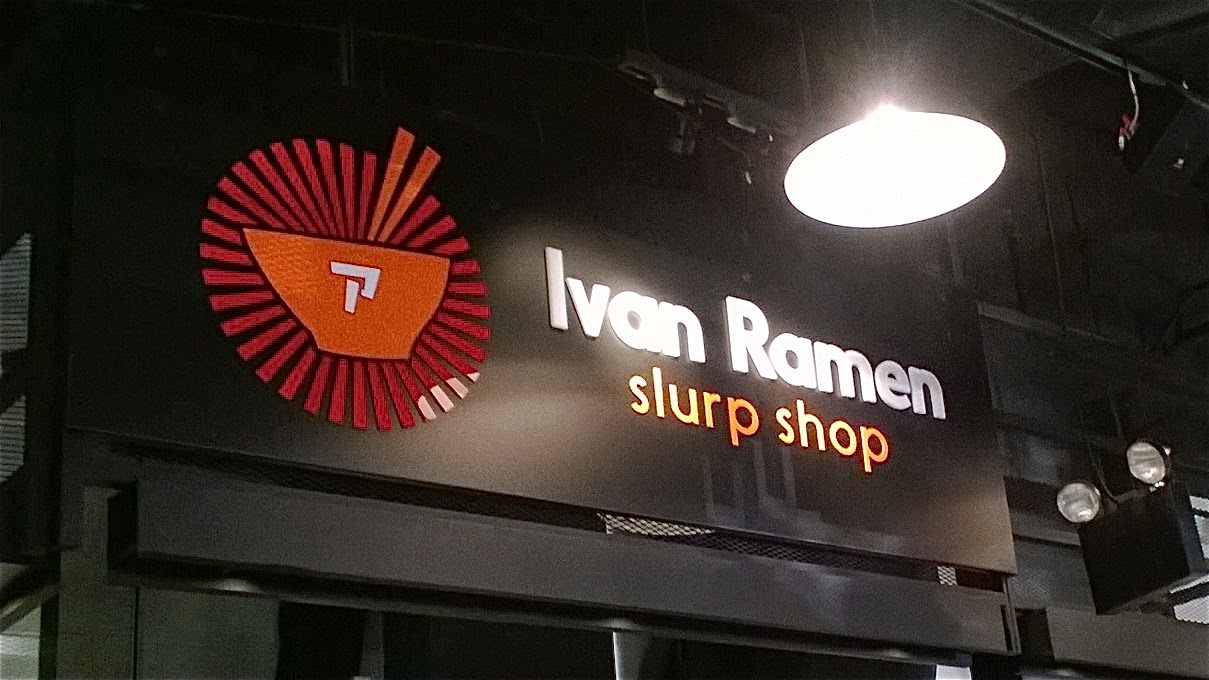 Ivan Ramen
slurp shop